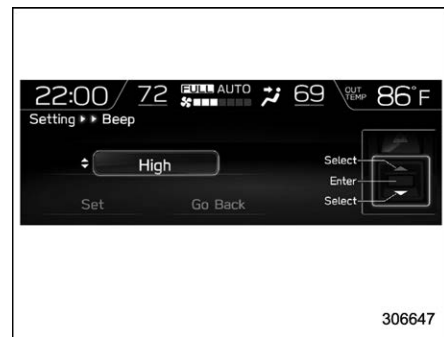 22:00 72 FULL AUTO 69 OUT TEMP 86°F
Setting ▸▸ Beep
High
Select
Enter
Select
Set Go Back
306647